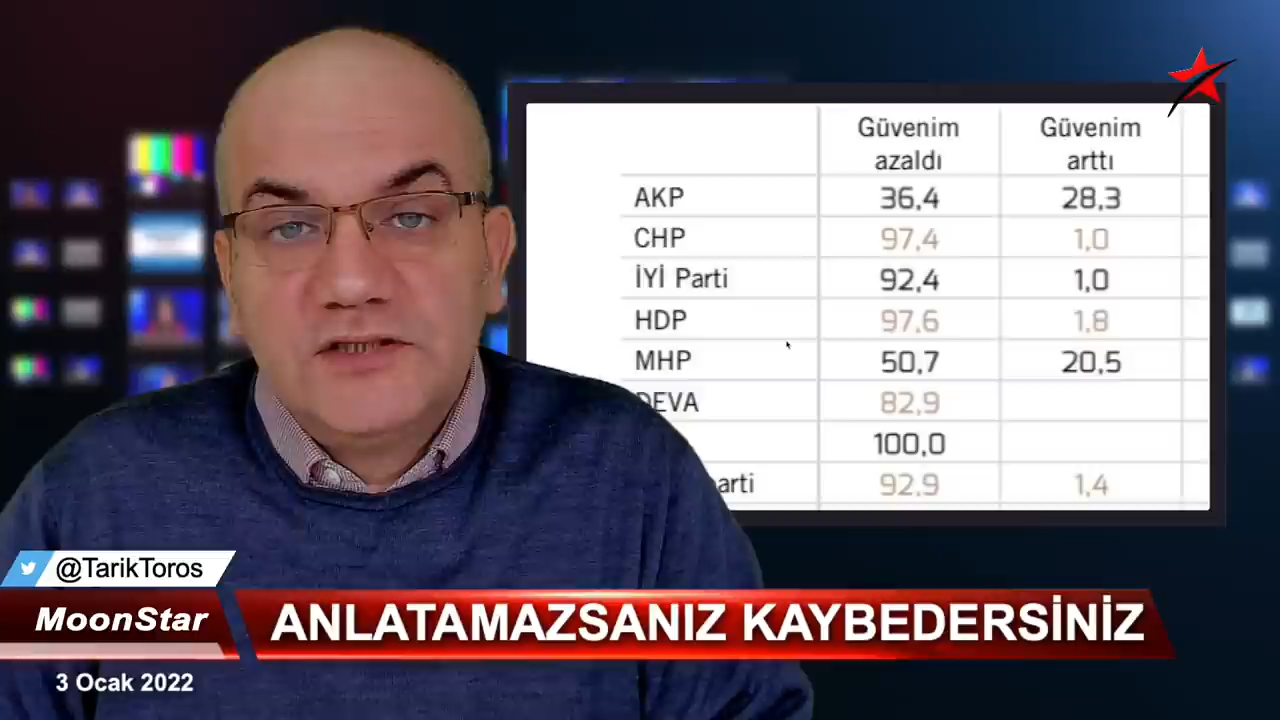 Güvenim Güvenim
azaldı arttı
AKP 36,4 28,3
CHP 97,4 1,0
İYİ Parti 92,4 1,0
HDP 97,6 1,8
MHP 50,7 20,5
DEVA 82,9
100,0
arti 92,9 1,4
@TarikToros
MoonStar
ANLATAMAZSANIZ KAYBEDERSİNİZ
3 Ocak 2022